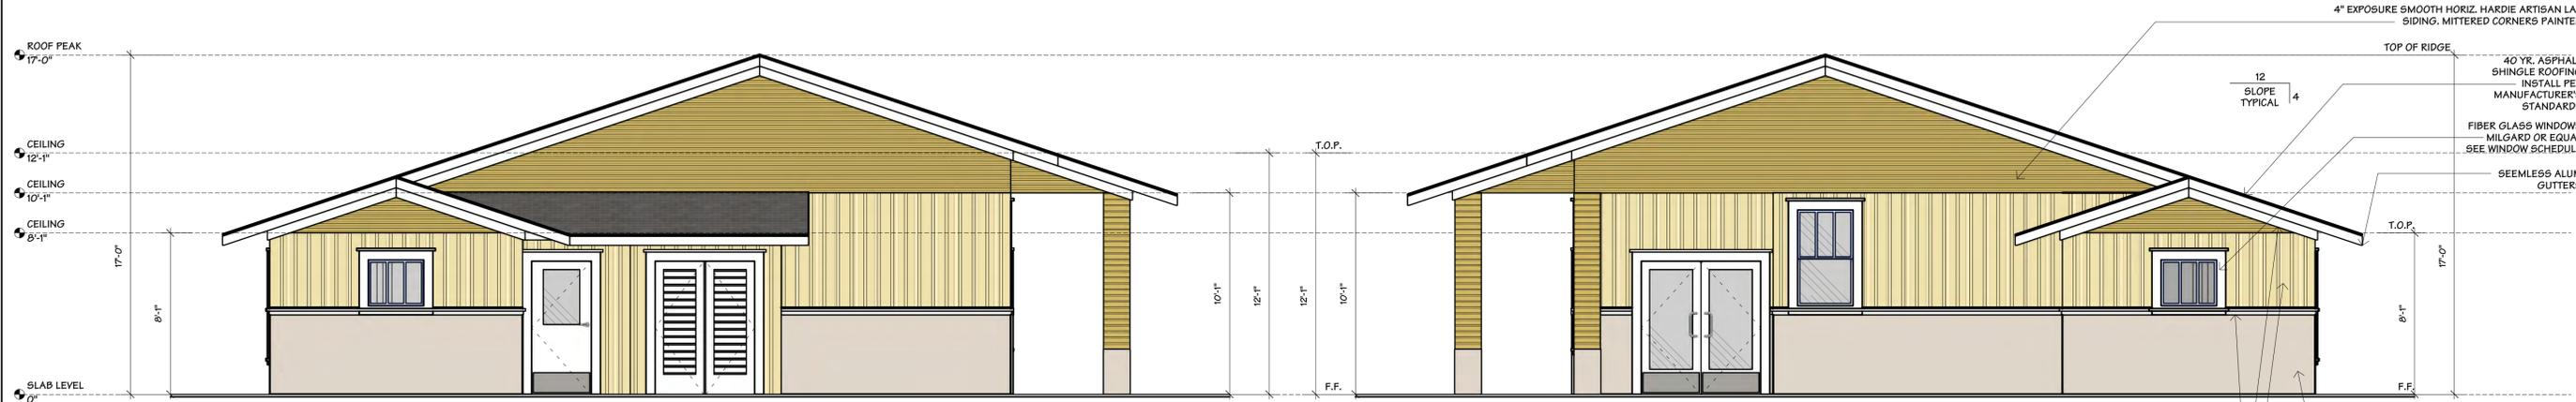 ROOF PEAK
17'-0"
CEILING
12'-1"
CEILING
10'-1"
CEILING
8'-1"
SLAB LEVEL
0"
17'-0"
8'-1"
10'-1"
12'-1"
12'-1"
10'-1"
T.O.P.
F.F.
4" EXPOSURE SMOOTH HORIZ. HARDIE ARTISAN LA
SIDING. MITTERED CORNERS PAINTE
TOP OF RIDGE
12
SLOPE
TYPICAL
4
40 YR. ASPHAL
SHINGLE ROOFING
INSTALL PE
MANUFACTURER'
STANDARD
FIBER GLASS WINDOW
MILGARD OR EQUA
SEE WINDOW SCHEDUL
SEEMLESS ALU
GUTTER
T.O.P.
17'-0"
8'-1"
F.F.